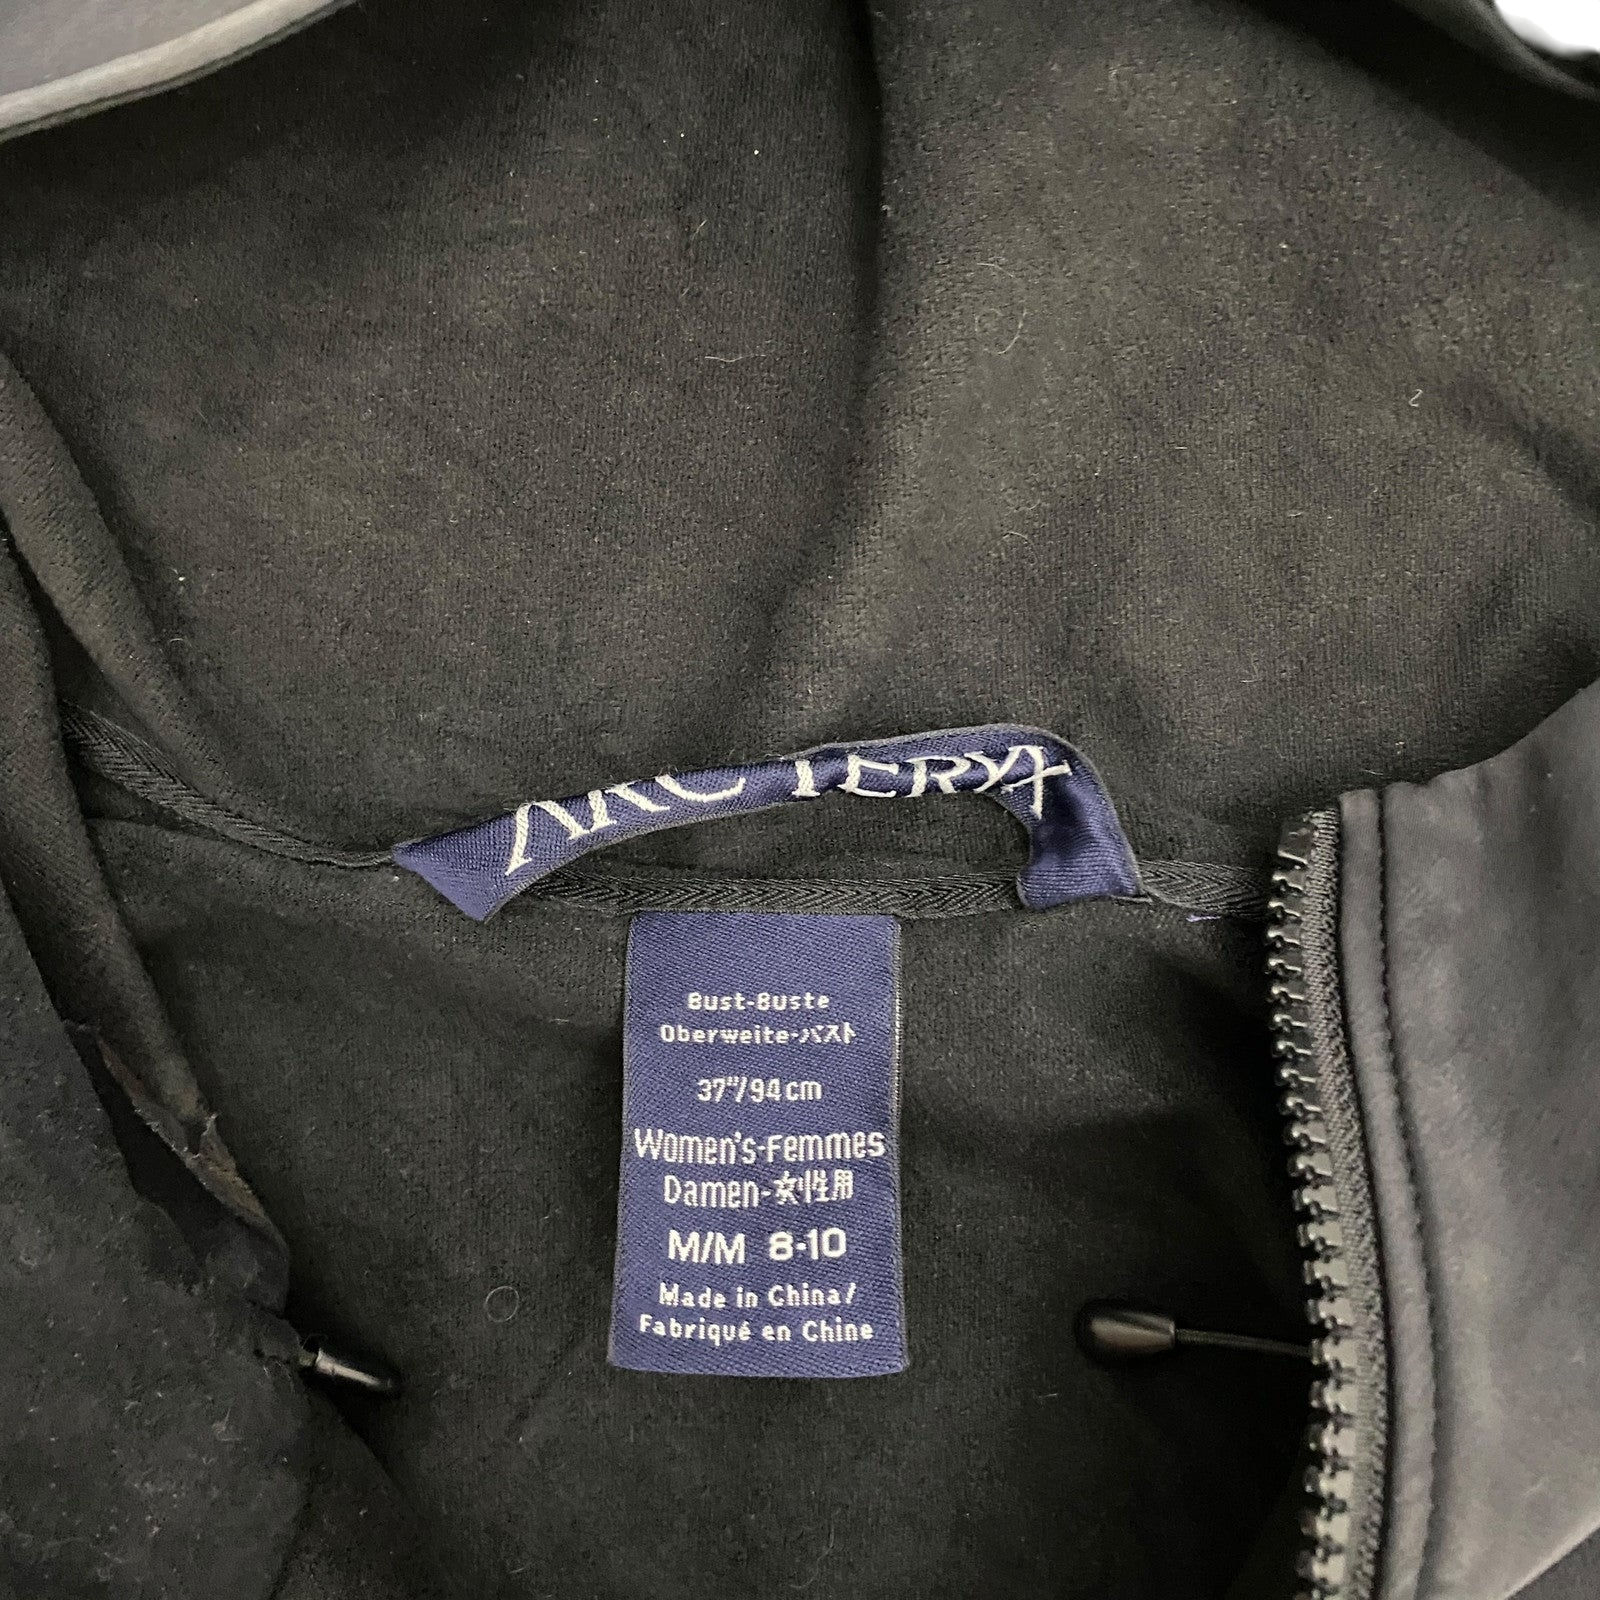 ARC'TERYX
Bust-Buste
Oberweite-バスト
37"/94cm
Women's-Femmes
Damen-女性用
M/M 8-10
Made in China/
Fabriqué en Chine